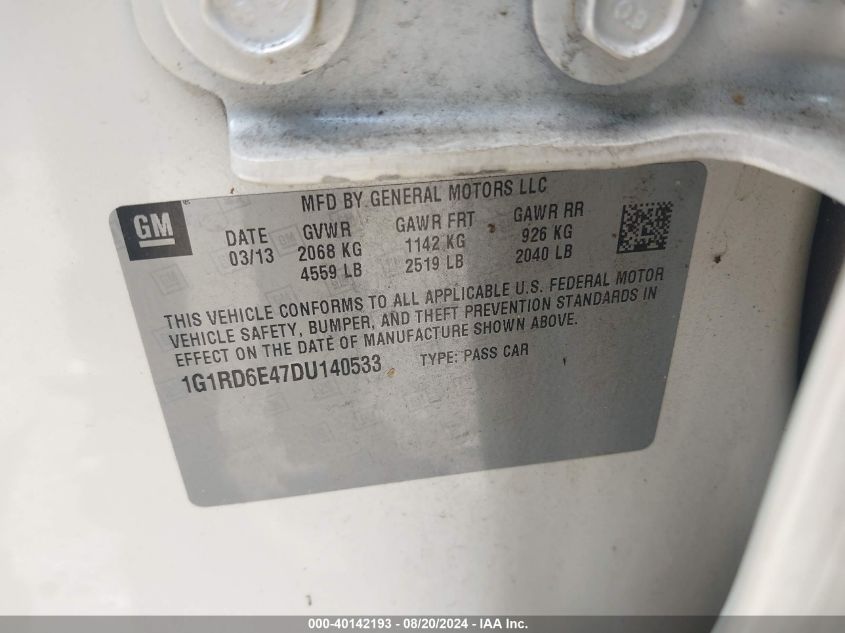 GM
MFD BY GENERAL MOTORS LLC
DATE GVWR GAWR FRT GAWR RR
03/13 2068 KG 1142 KG 926 KG
4559 LB 2519 LB 2040 LB
THIS VEHICLE CONFORMS TO ALL APPLICABLE U.S. FEDERAL MOTOR
VEHICLE SAFETY, BUMPER, AND THEFT PREVENTION STANDARDS IN
EFFECT ON THE DATE OF MANUFACTURE SHOWN ABOVE.
1G1RD6E47DU140533 TYPE: PASS CAR
000-40142193 - 08/20/2024 - IAA Inc.